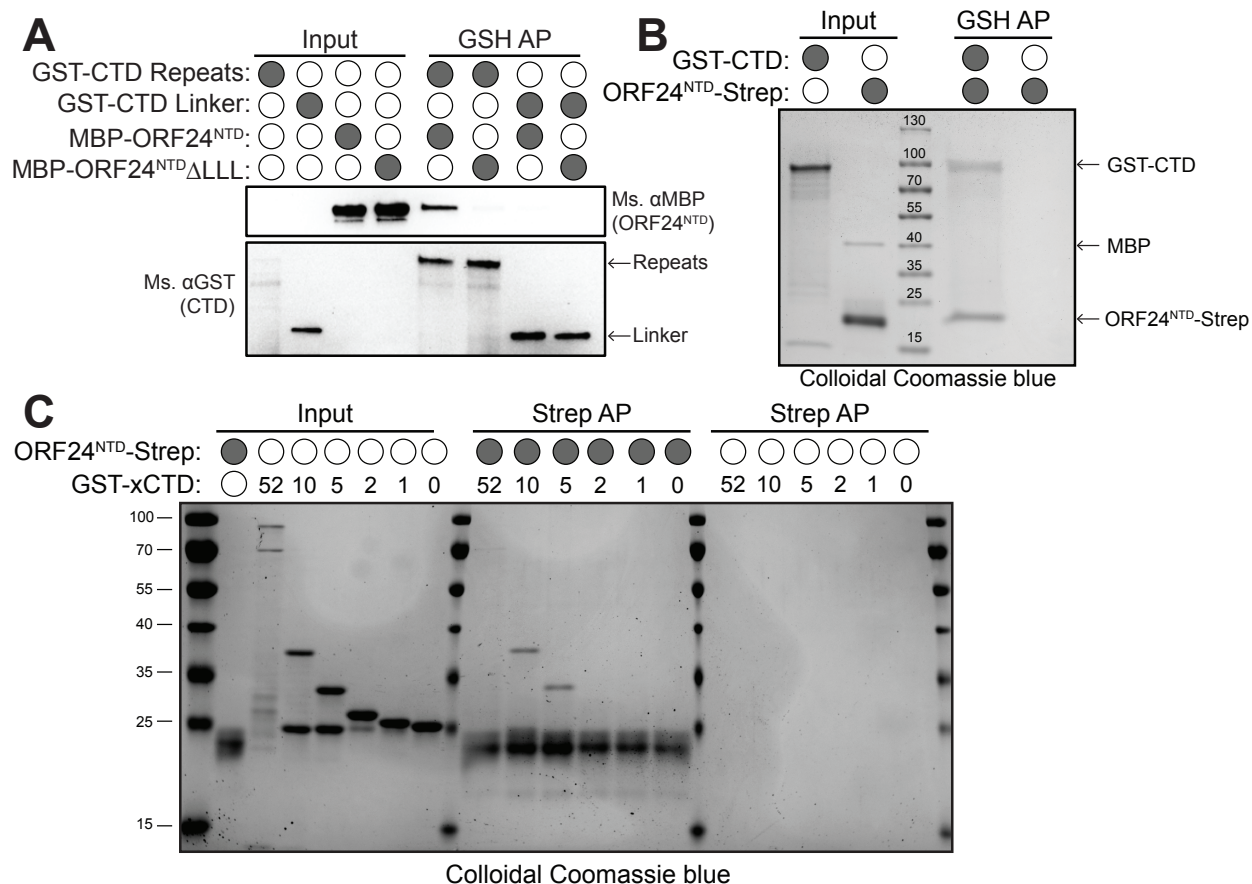 A
Input GSH AP
GST-CTD Repeats:
GST-CTD Linker:
MBP-ORF24NTD:
MBP-ORF24NTDΔLLL:
Ms. αMBP
(ORF24NTD)
Ms. αGST
(CTD)
←Repeats
←Linker
B
Input GSH AP
GST-CTD:
ORF24NTD-Strep:
130
100
70
55
40
35
25
15
← GST-CTD
← MBP
← ORF24NTD-Strep
Colloidal Coomassie blue
C
Input Strep AP Strep AP
ORF24NTD-Strep:
GST-xCTD: 52 10 5 2 1 0 52 10 5 2 1 0 52 10 5 2 1 0
100
70
55
40
35
25
15
Colloidal Coomassie blue